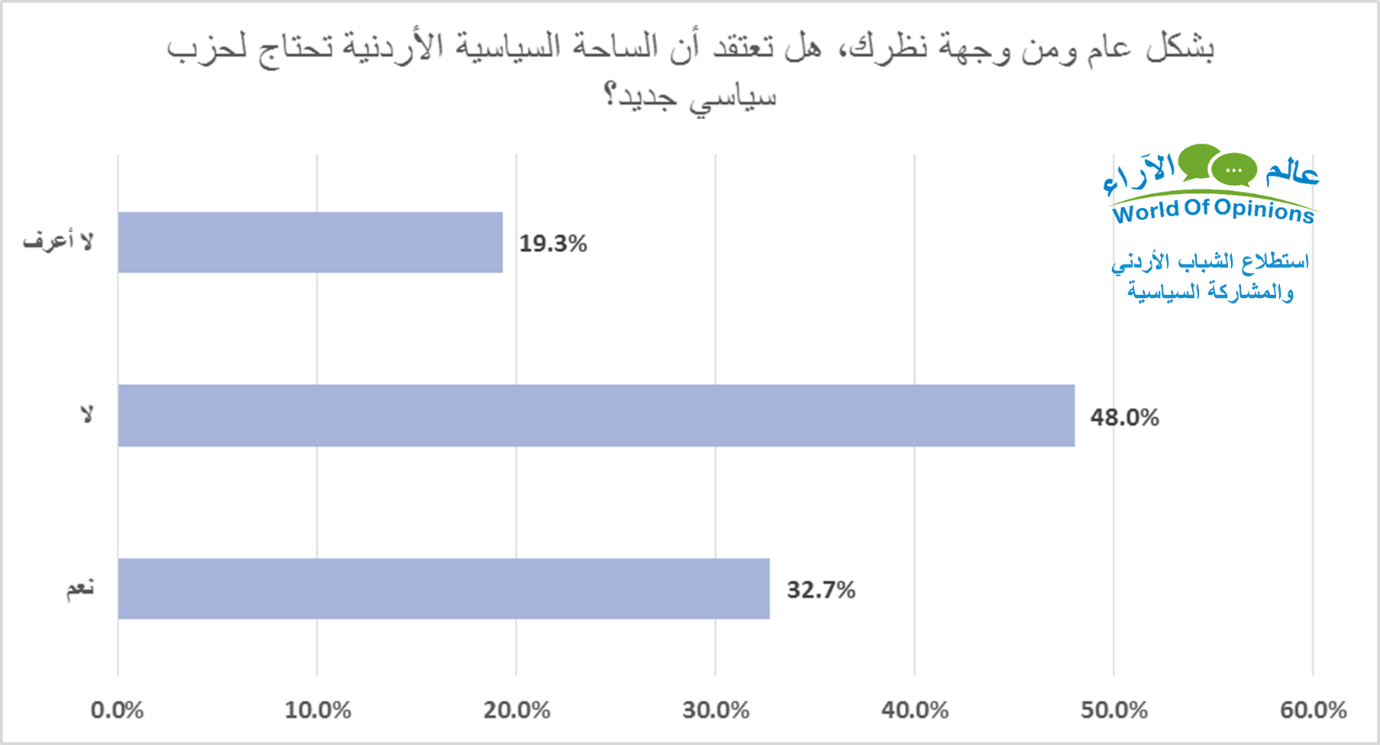 بشكل عام ومن وجهة نظرك، هل تعتقد أن الساحة السياسية الأردنية تحتاج لحزب
سياسي جديد؟
عالم الآراء
World Of Opinions
استطلاع الشباب الأردني
والمشاركة السياسية
لا أعرف
19.3%
لا
48.0%
نعم
32.7%
0.0% 10.0% 20.0% 30.0% 40.0% 50.0% 60.0%